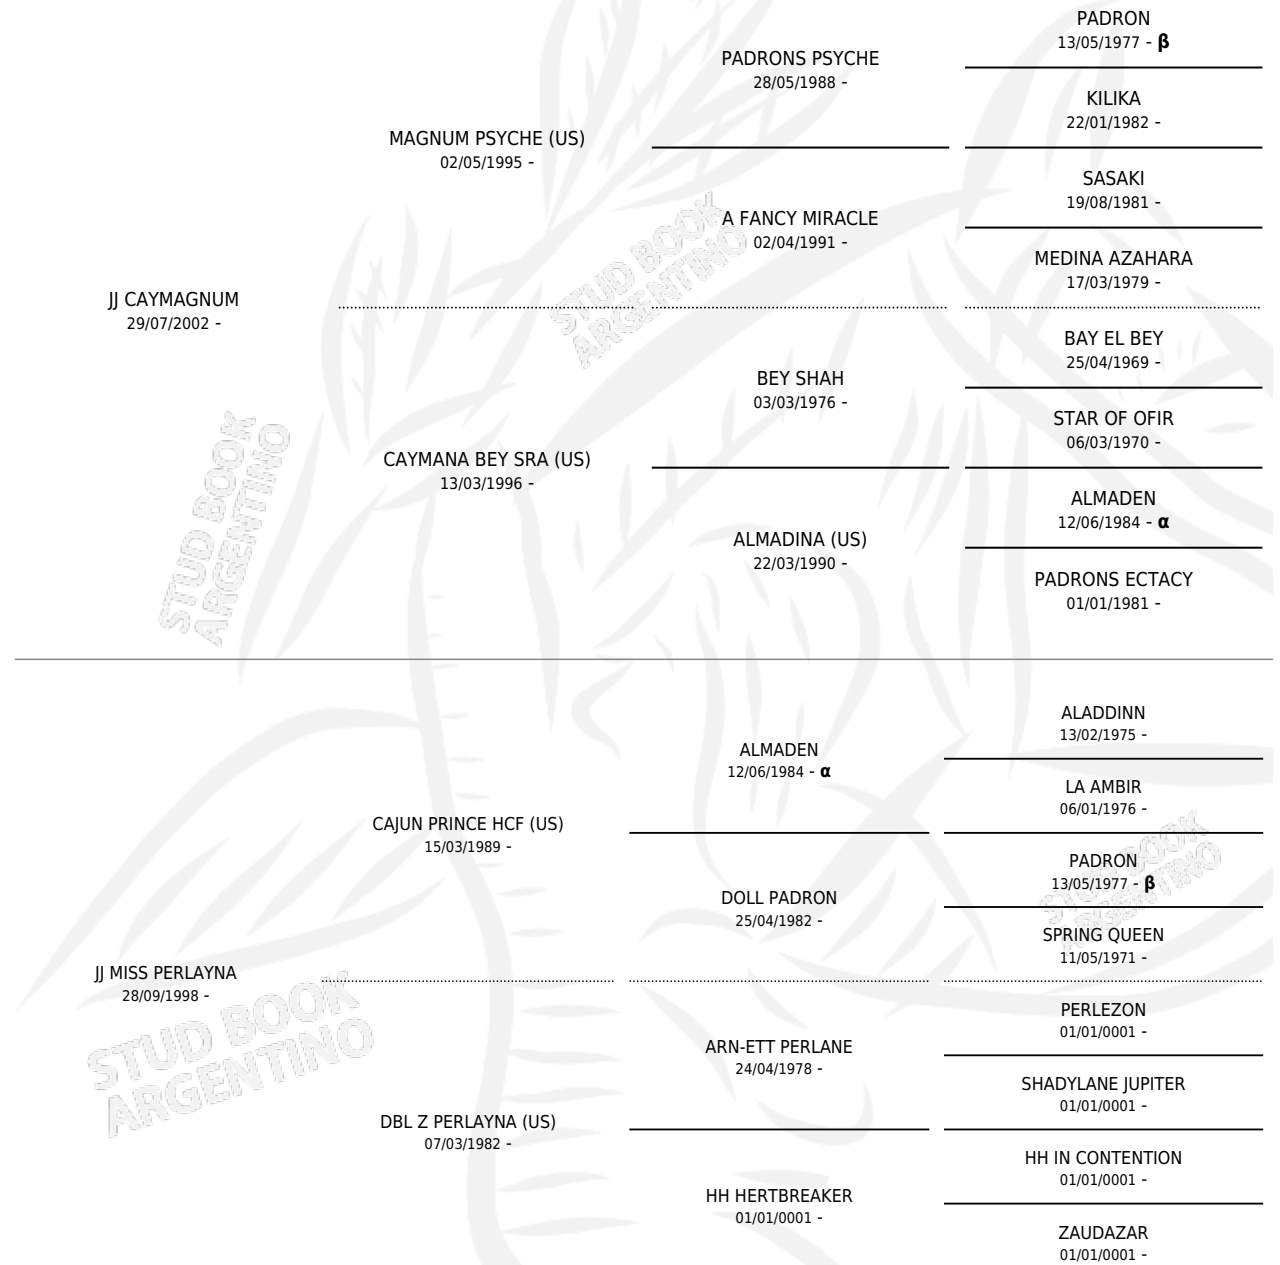 PADRON
13/05/1977 - β
PADRONS PSYCHE
28/05/1988 -
KILIKA
22/01/1982 -
MAGNUM PSYCHE (US)
02/05/1995 -
SASAKI
19/08/1981 -
A FANCY MIRACLE
02/04/1991 -
MEDINA AZAHARA
17/03/1979 -
JJ CAYMAGNUM
29/07/2002 -
BAY EL BEY
25/04/1969 -
BEY SHAH
03/03/1976 -
STAR OF OFIR
06/03/1970 -
CAYMANA BEY SRA (US)
13/03/1996 -
ALMADEN
12/06/1984 - α
ALMADINA (US)
22/03/1990 -
PADRONS ECTACY
01/01/1981 -
STUD BOOK
ARGENTINO
STUD BOOK
ARGENTINO
ALADDINN
13/02/1975 -
ALMADEN
12/06/1984 - α
LA AMBIR
06/01/1976 -
CAJUN PRINCE HCF (US)
15/03/1989 -
PADRON
13/05/1977 - β
DOLL PADRON
25/04/1982 -
SPRING QUEEN
11/05/1971 -
JJ MISS PERLAYNA
28/09/1998 -
PERLEZON
01/01/0001 -
ARN-ETT PERLANE
24/04/1978 -
SHADYLANE JUPITER
01/01/0001 -
DBL Z PERLAYNA (US)
07/03/1982 -
HH IN CONTENTION
01/01/0001 -
HH HERTBREAKER
01/01/0001 -
ZAUDAZAR
01/01/0001 -
STUD BOOK
ARGENTINO
STUD BOOK
ARGENTINO